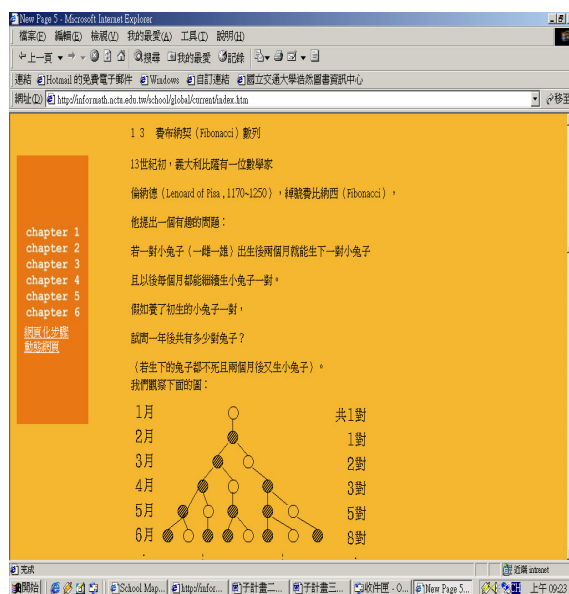 New Page 5 - Microsoft Internet Explorer
檔案(F) 編輯(E) 檢視(V) 我的最愛(A) 工具(T) 說明(H)
上一頁 搜尋 我的最愛 記錄
連結 Hotmail 的免費電子郵件 Windows 自訂連結 國立交通大學浩然圖書資訊中心
網址(D) http://informath.nctu.edu.tw/school/global/current/index.htm 移至
13 費布納契（Fibonacci）數列
13世紀初，義大利比薩有一位數學家
倫納德（Lenoard of Pisa , 1170~1250），綽號費比納西（Fibonacci），
他提出一個有趣的問題：
若一對小兔子（一雌一雄）出生後兩個月就能生下一對小兔子
且以後每個月都能繼續生小兔子一對。
假如養了初生的小兔子一對，
試問一年後共有多少對兔子？
（若生下的兔子都不死且兩個月後又生小兔子）。
我們觀察下面的圖：
chapter 1
chapter 2
chapter 3
chapter 4
chapter 5
chapter 6
網頁化步驟
動態網頁
1月 共1對
2月 1對
3月 2對
4月 3對
5月 5對
6月 8對
完成 近端 intranet
開始 School Map... http://infor... 子計畫二... 子計畫三... 收件匣 - O... New Page 5... 上午 09:23